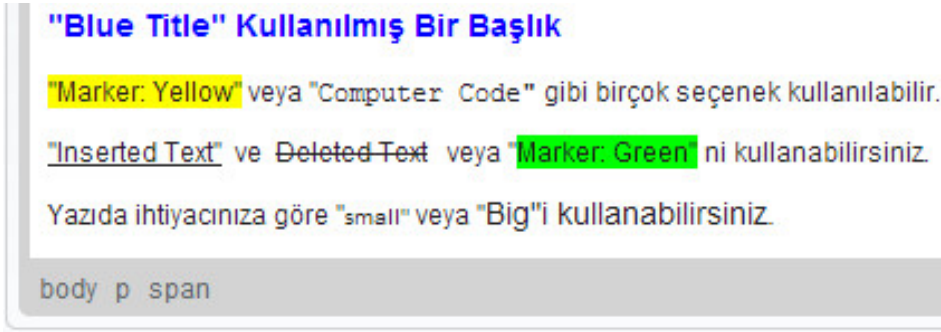 "Blue Title" Kullanılmış Bir Başlık
"Marker: Yellow" veya "Computer Code" gibi birçok seçenek kullanılabilir.
"Inserted Text" ve Deleted Text veya "Marker: Green" ni kullanabilirsiniz.
Yazıda ihtiyacınıza göre "small" veya "Big"i kullanabilirsiniz.
body p span